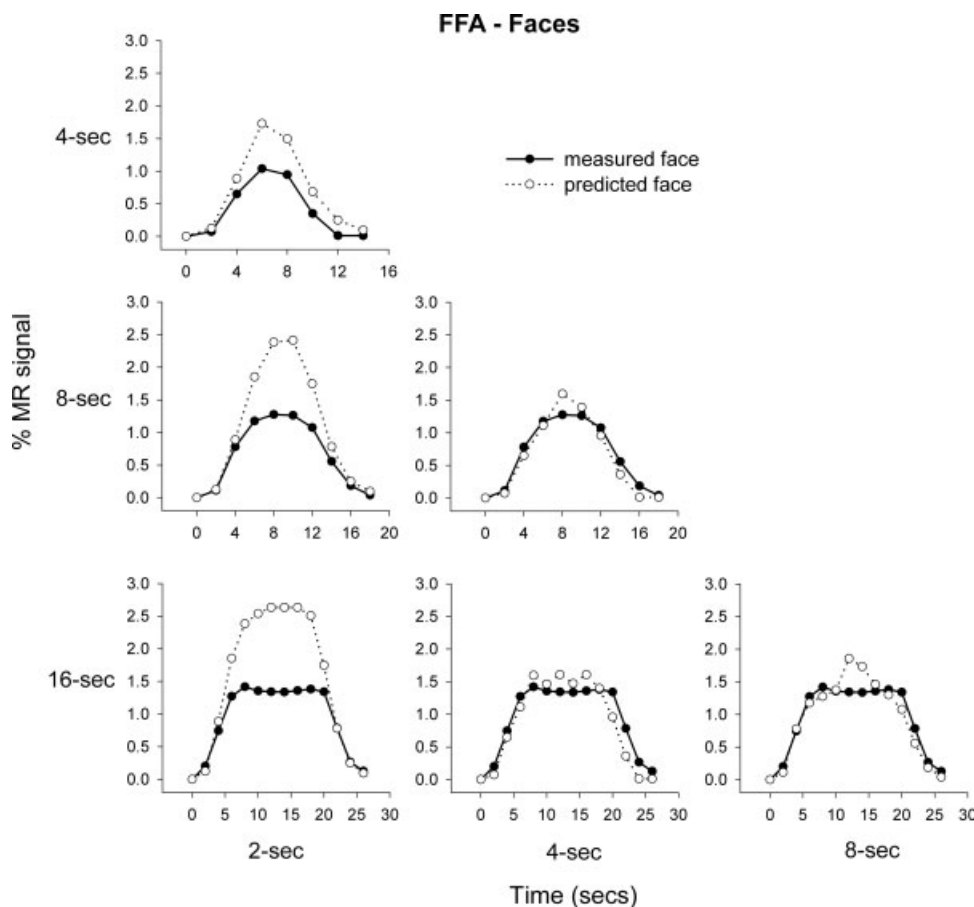 FFA - Faces
% MR signal
4-sec
3.0
2.5
2.0
1.5
1.0
0.5
0.0
0 4 8 12 16
measured face
predicted face
8-sec
3.0
2.5
2.0
1.5
1.0
0.5
0.0
0 4 8 12 16 20
3.0
2.5
2.0
1.5
1.0
0.5
0.0
0 4 8 12 16 20
16-sec
3.0
2.5
2.0
1.5
1.0
0.5
0.0
0 5 10 15 20 25 30
2-sec
3.0
2.5
2.0
1.5
1.0
0.5
0.0
0 5 10 15 20 25 30
4-sec
3.0
2.5
2.0
1.5
1.0
0.5
0.0
0 5 10 15 20 25 30
8-sec
Time (secs)